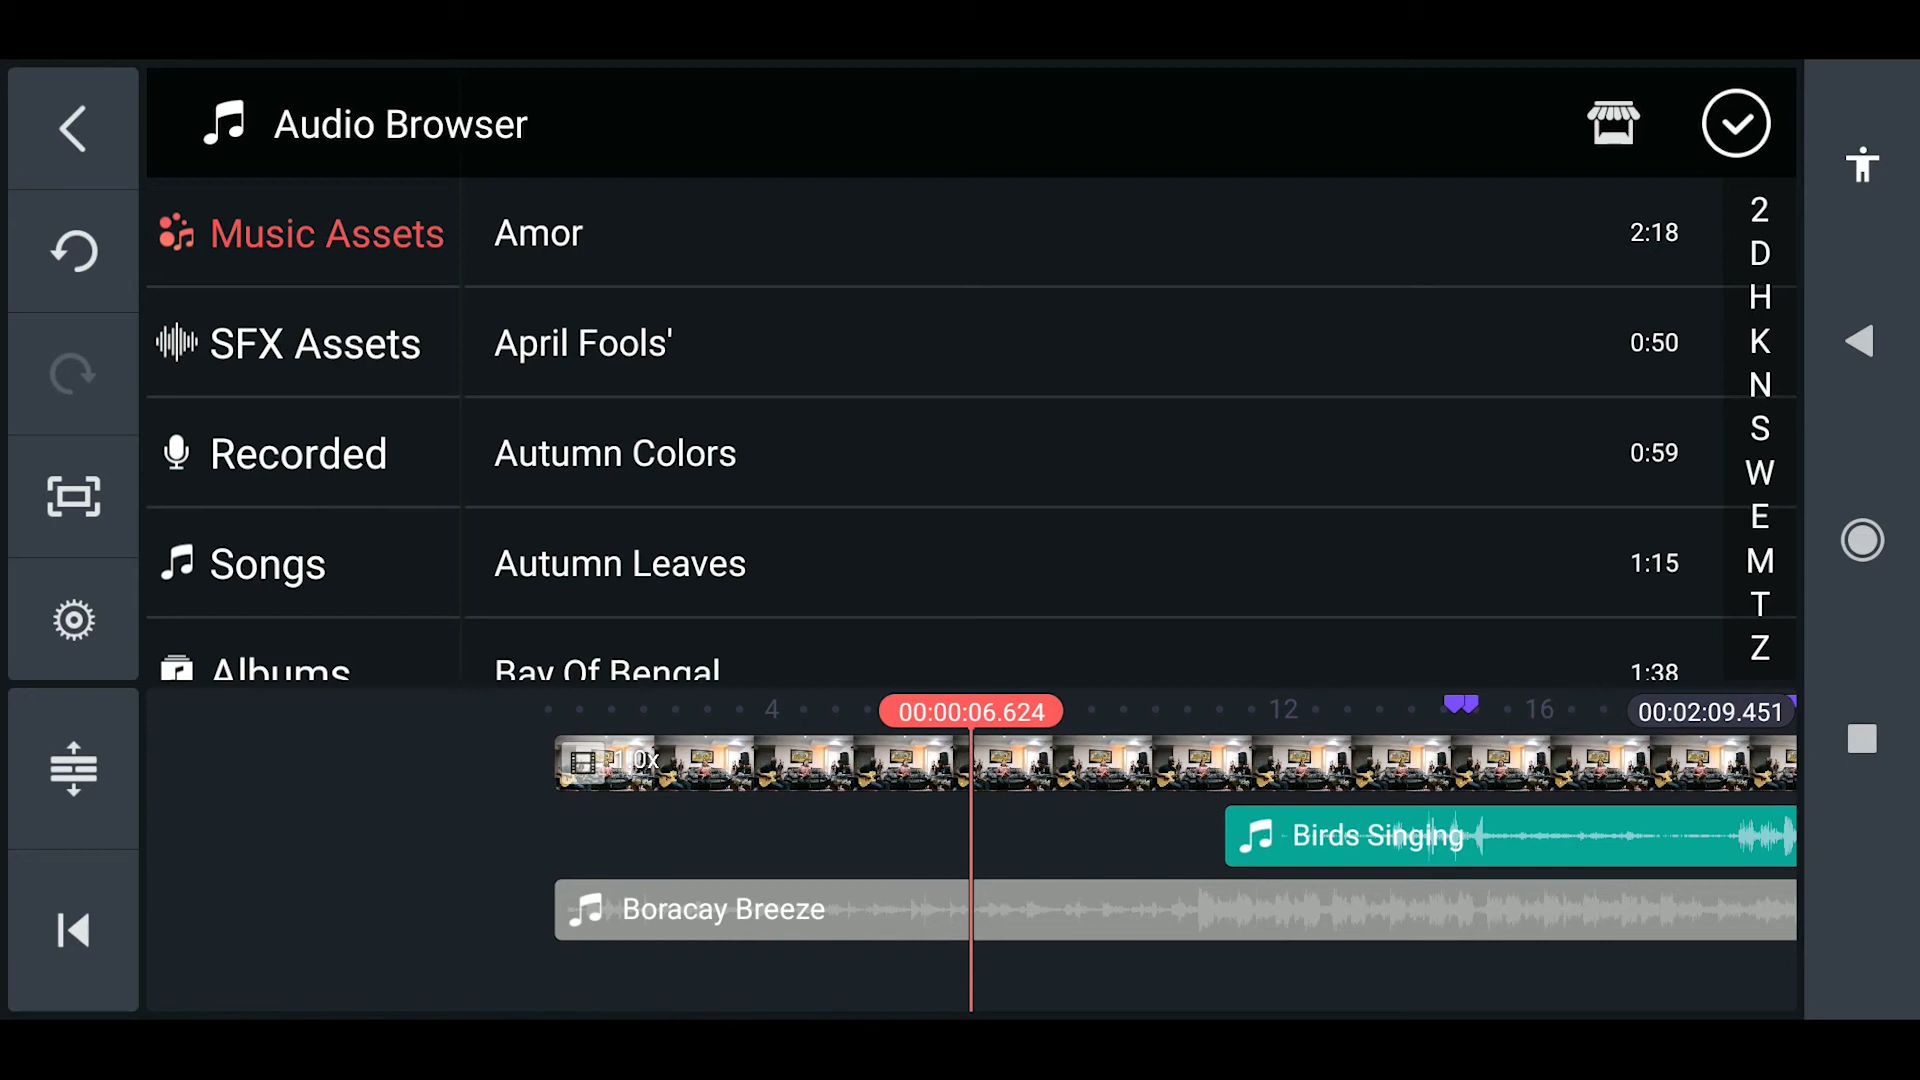 Audio Browser
Music Assets
Amor
2:18
SFX Assets
April Fools'
0:50
Recorded
Autumn Colors
0:59
Songs
Autumn Leaves
1:15
Albums
Bay Of Bengal
1:38
2
D
H
K
N
S
W
E
M
T
Z
4
00:00:06.624
12
16
00:02:09.451
1.0x
Birds Singing
Boracay Breeze